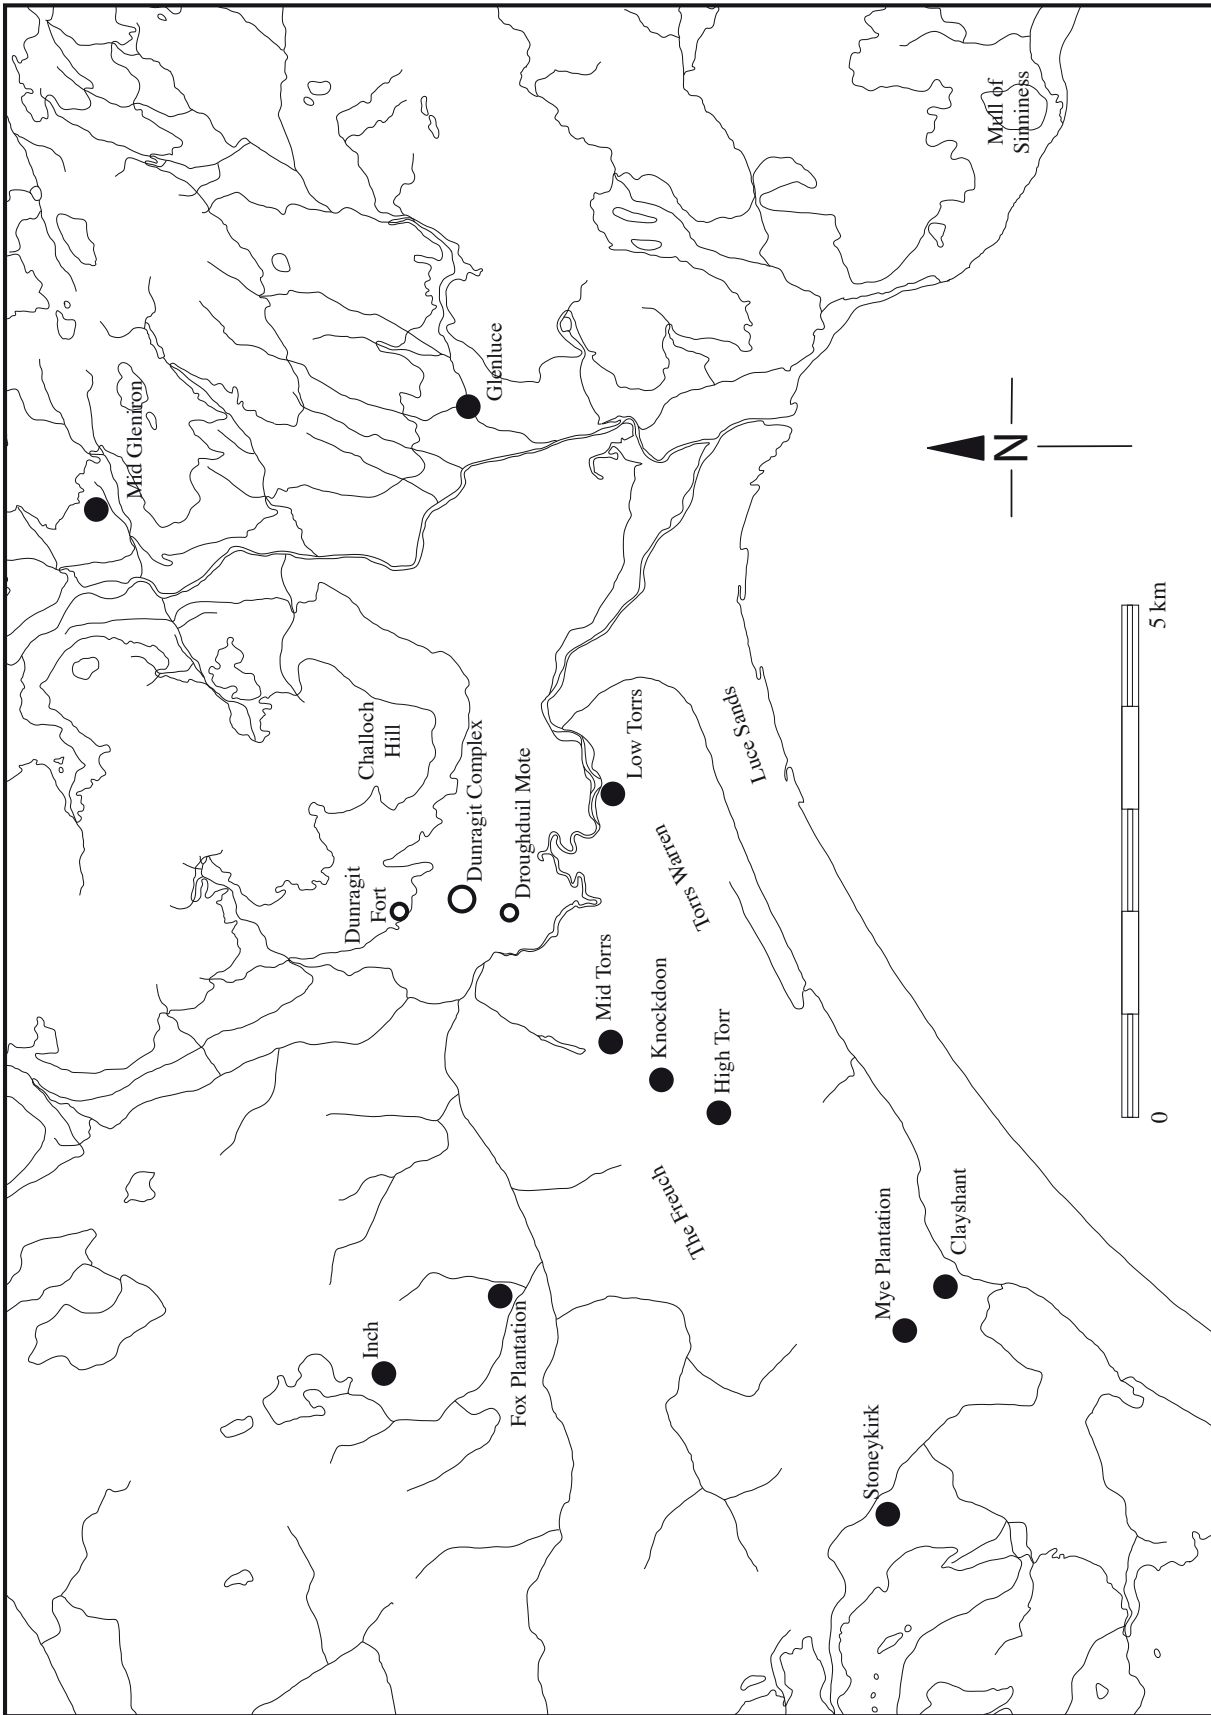 Mid Gleniron
Mull of
Sinniness
Glenluce
Challoch
Hill
Dunragit
Fort
Dunragit Complex
Droughduil Mote
Low Torrs
Luce Sands
Torrs Warren
Mid Torrs
Knockdoon
High Torr
The Freuch
Inch
Fox Plantation
Mye Plantation
Clayshant
Stoneykirk
N
0
5 km